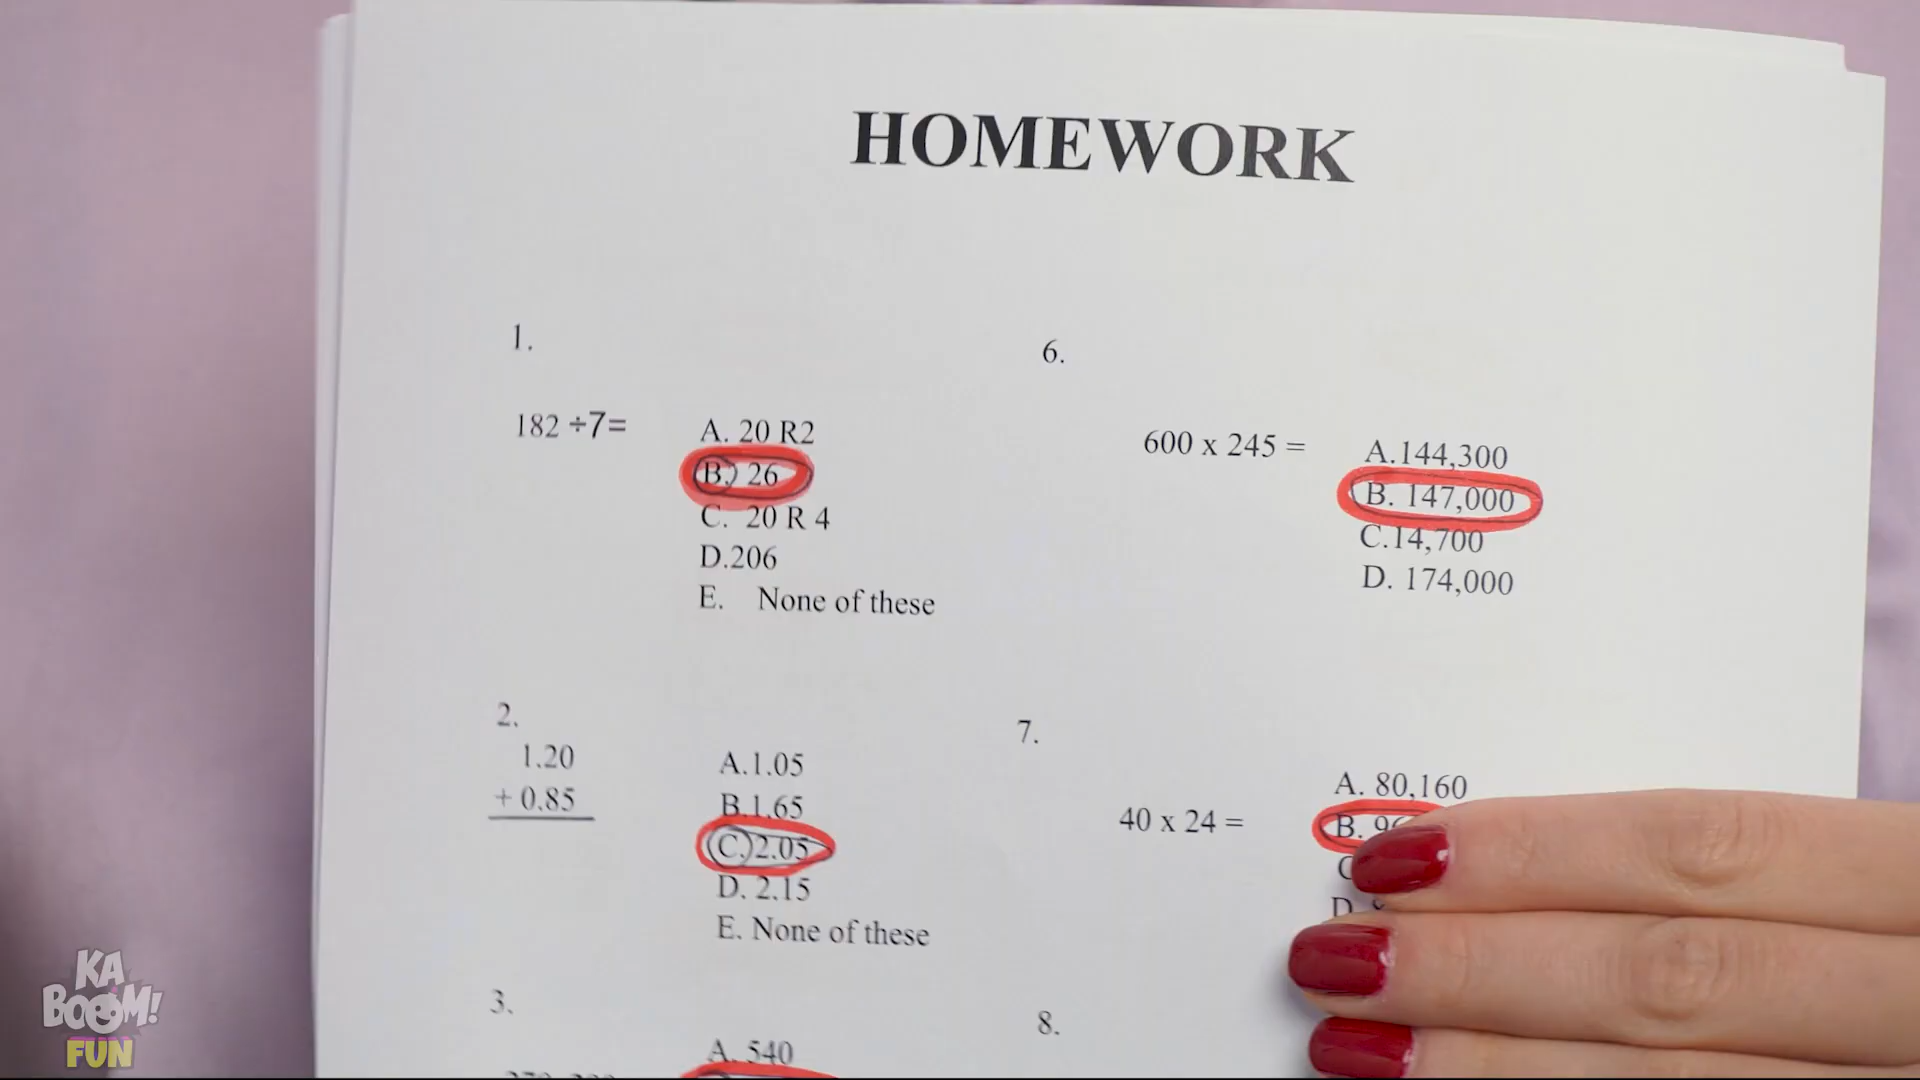 HOMEWORK
1.
182 ÷7=
A. 20 R2
B. 26
C. 20 R 4
D.206
E. None of these
2.
1.20
+ 0.85
A.1.05
B.1.65
C. 2.05
D. 2.15
E. None of these
3.
A. 540
6.
600 x 245 =
A.144,300
B. 147,000
C.14,700
D. 174,000
7.
40 x 24 =
A. 80,160
B.
C
D.
8.
KA
BOOM!
FUN